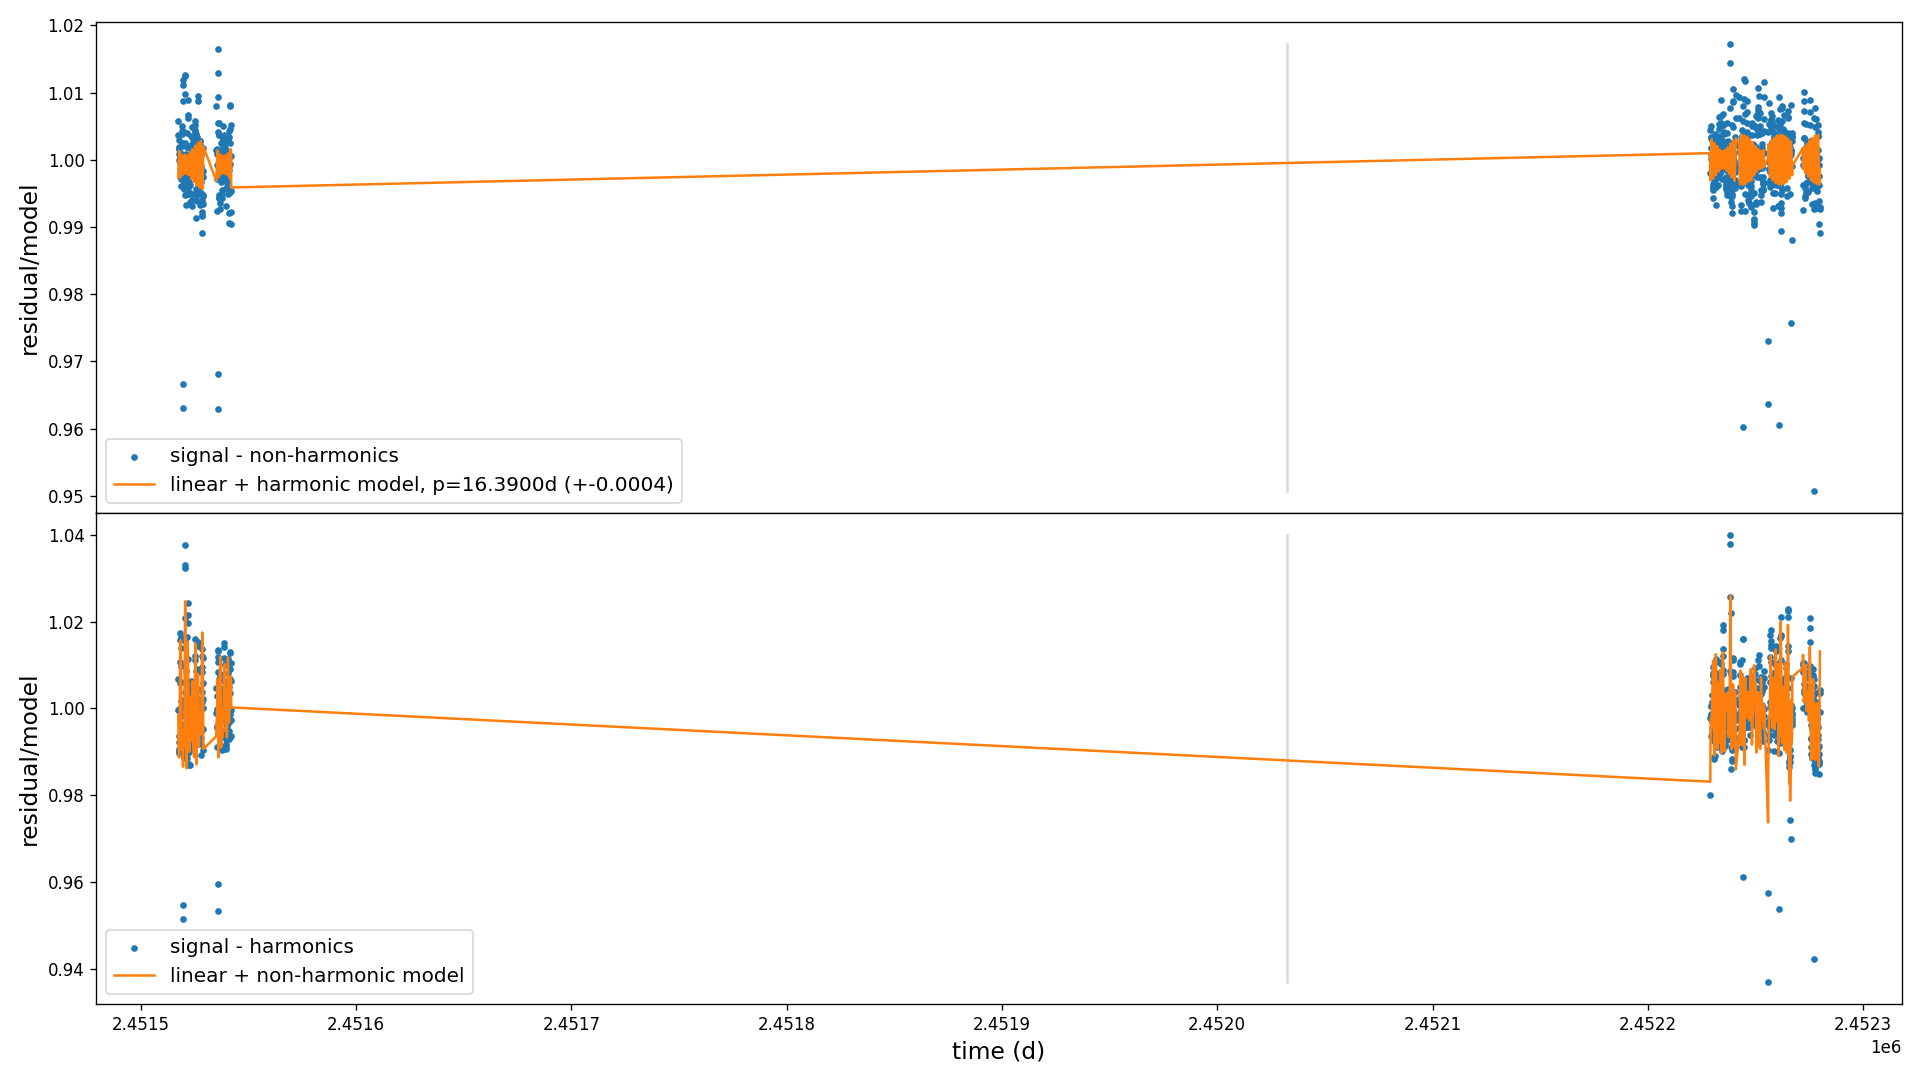 1.02
1.01
1.00
0.99
0.98
0.97
0.96
0.95
residual/model
signal - non-harmonics
linear + harmonic model, p=16.3900d (+-0.0004)
1.04
1.02
1.00
0.98
0.96
0.94
residual/model
signal - harmonics
linear + non-harmonic model
2.4515 2.4516 2.4517 2.4518 2.4519 2.4520 2.4521 2.4522 2.4523
time (d)
1e6